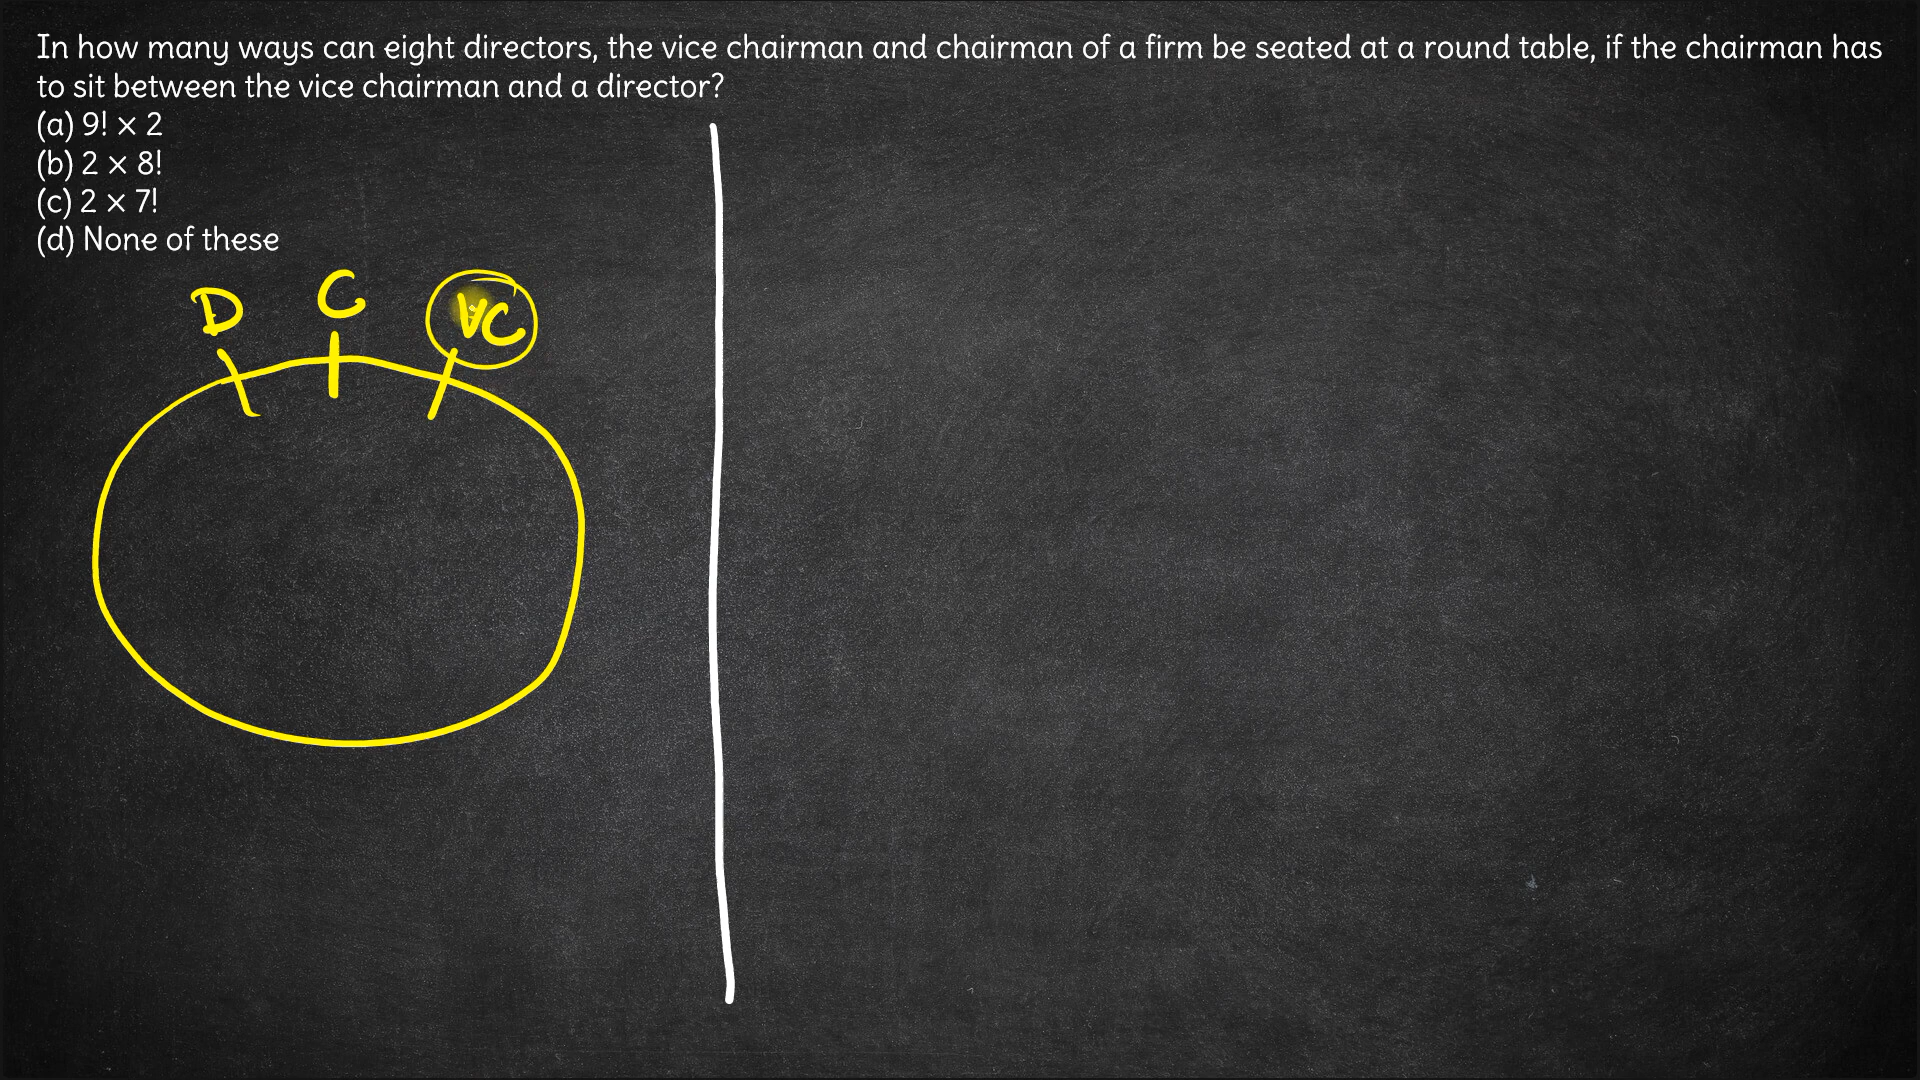 In how many ways can eight directors, the vice chairman and chairman of a firm be seated at a round table, if the chairman has
to sit between the vice chairman and a director?
(a) 9! × 2
(b) 2 × 8!
(c) 2 × 7!
(d) None of these
D C VC